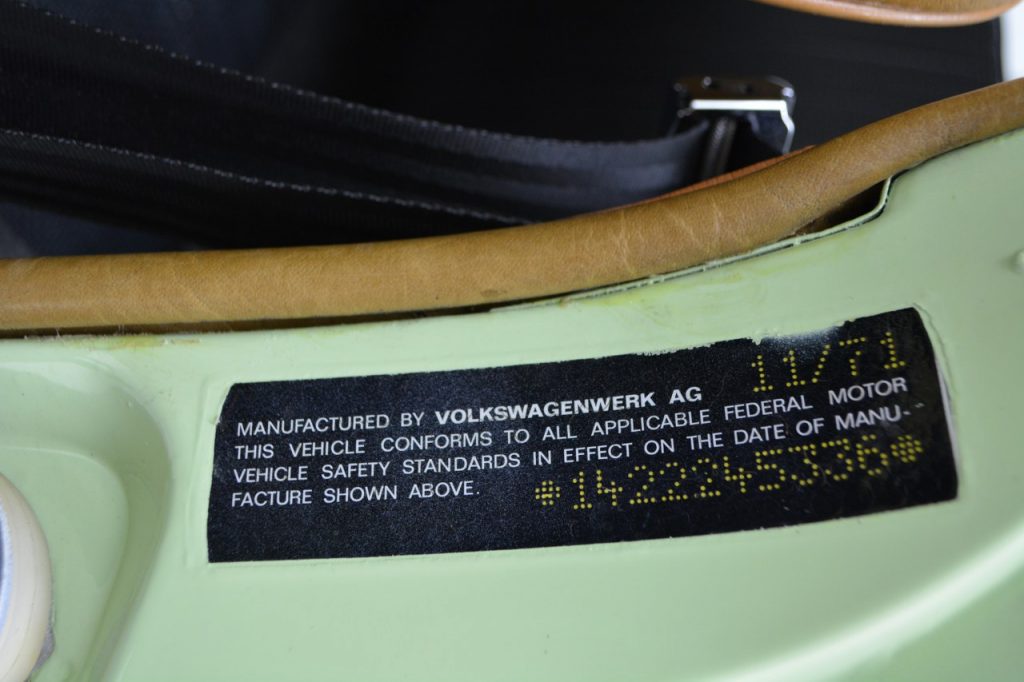 11/71
MANUFACTURED BY VOLKSWAGENWERK AG
THIS VEHICLE CONFORMS TO ALL APPLICABLE FEDERAL MOTOR
VEHICLE SAFETY STANDARDS IN EFFECT ON THE DATE OF MANU-
FACTURE SHOWN ABOVE.
*1422245336*